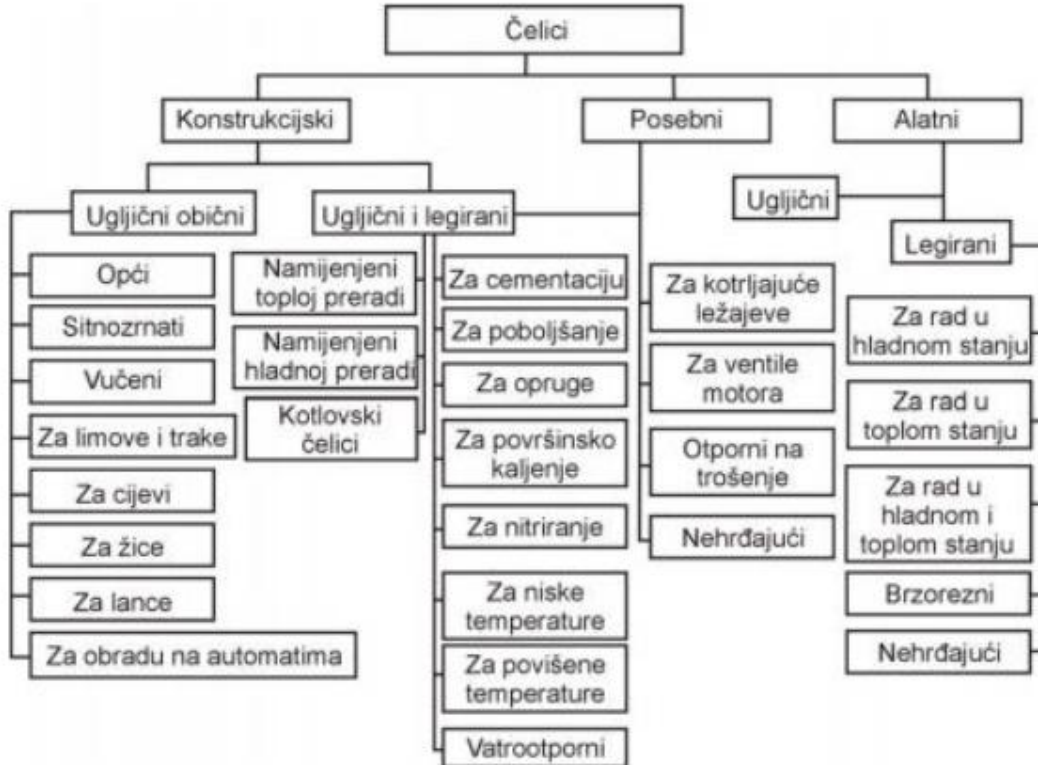 Čelici
Konstrukcijski
Posebni
Alatni
Ugljični obični
Ugljični i legirani
Ugljični
Legirani
Opći
Sitnozrnati
Vučeni
Za limove i trake
Za cijevi
Za žice
Za lance
Za obradu na automatima
Namijenjeni
toploj preradi
Namijenjeni
hladnoj preradi
Kotlovski
čelici
Za cementaciju
Za poboljšanje
Za opruge
Za površinsko
kaljenje
Za nitriranje
Za niske
temperature
Za povišene
temperature
Vatrootporni
Za kotrljajuće
ležajeve
Za ventile
motora
Otporni na
trošenje
Nehrđajući
Za rad u
hladnom stanju
Za rad u
toplom stanju
Za rad u
hladnom i
toplom stanju
Brzorezni
Nehrđajući